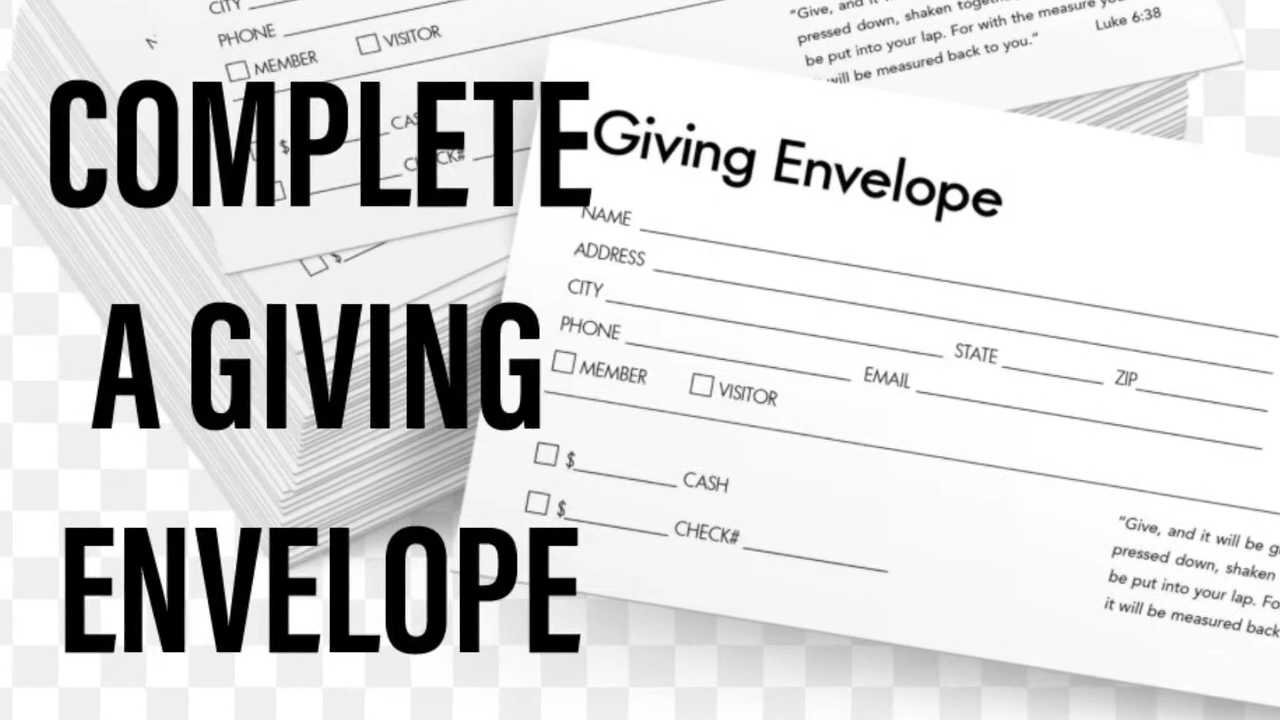 CITY
PHONE
MEMBER VISITOR
$ CAS
CHECK#
$
"Give, and it
pressed down, shaken togeth
be put into your lap. For with the measure you
will be measured back to you."
Luke 6:38
COMPLETE
A GIVING
ENVELOPE
Giving Envelope
NAME
ADDRESS
CITY STATE ZIP
PHONE EMAIL
MEMBER VISITOR
$ CASH
$ CHECK#
"Give, and it will be g
pressed down, shaken
be put into your lap. Fo
it will be measured back